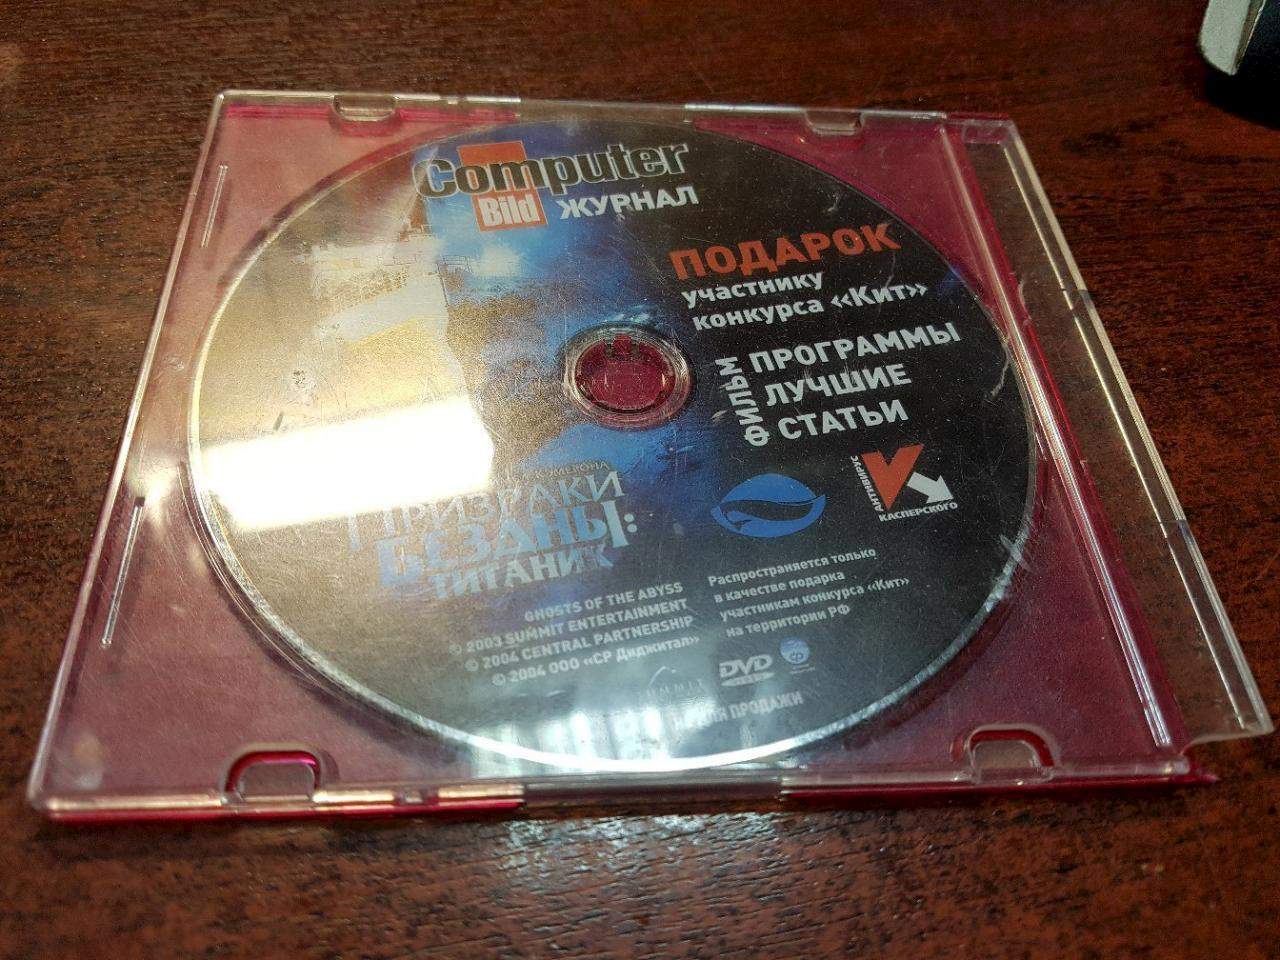 Computer
Bild
ЖУРНАЛ
ПОДАРОК
участнику
конкурса «Кит»
ФИЛЬМ
ПРОГРАММЫ
ЛУЧШИЕ
СТАТЬИ
АНТИВИРУС
КАСПЕРСКОГО
ПРИЗРАКИ
БЕЗДНЫ:
ТИТАНИК
GHOSTS OF THE ABYSS
© 2003 SUMMIT ENTERTAINMENT
© 2004 CENTRAL PARTNERSHIP
© 2004 ООО «СР Диджитал»
Распространяется только
в качестве подарка
участникам конкурса «Кит»
на территории РФ
DVD
VIDEO
SUMMIT
НЕ ДЛЯ ПРОДАЖИ